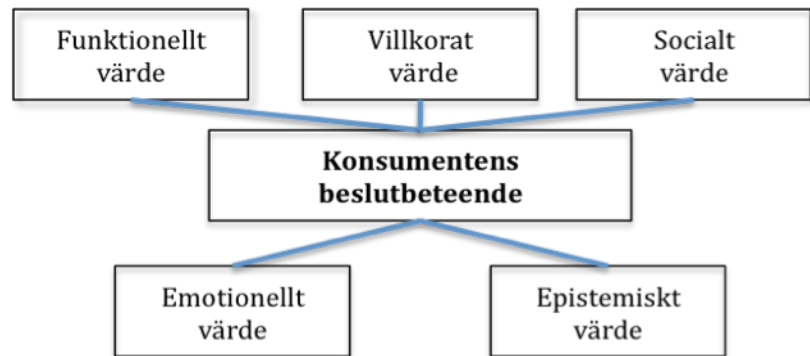 Funktionellt
värde
Villkorat
värde
Socialt
värde
Konsumentens
beslutbeteende
Emotionellt
värde
Epistemiskt
värde